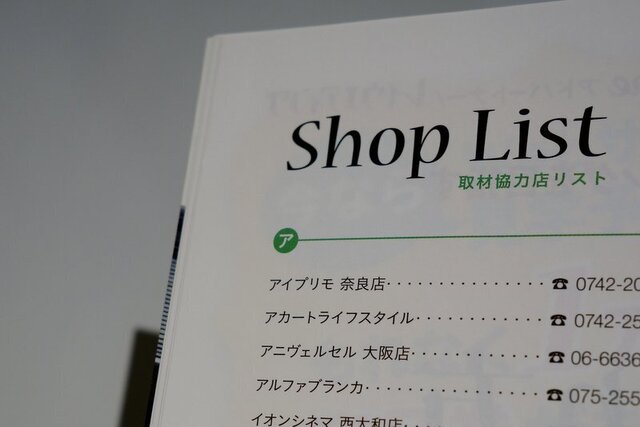 Shop List
取材協力店リスト
ア
アイプリモ 奈良店 ・・・・・・・・・・・・・・ ☎ 0742-20
アカートライフスタイル ・・・・・・・・・・・・ ☎ 0742-25
アニヴェルセル 大阪店 ・・・・・・・・・・・・ ☎ 06-6636
アルファブランカ ・・・・・・・・・・・・・・・・ ☎ 075-255
イオンシネマ 西大和店